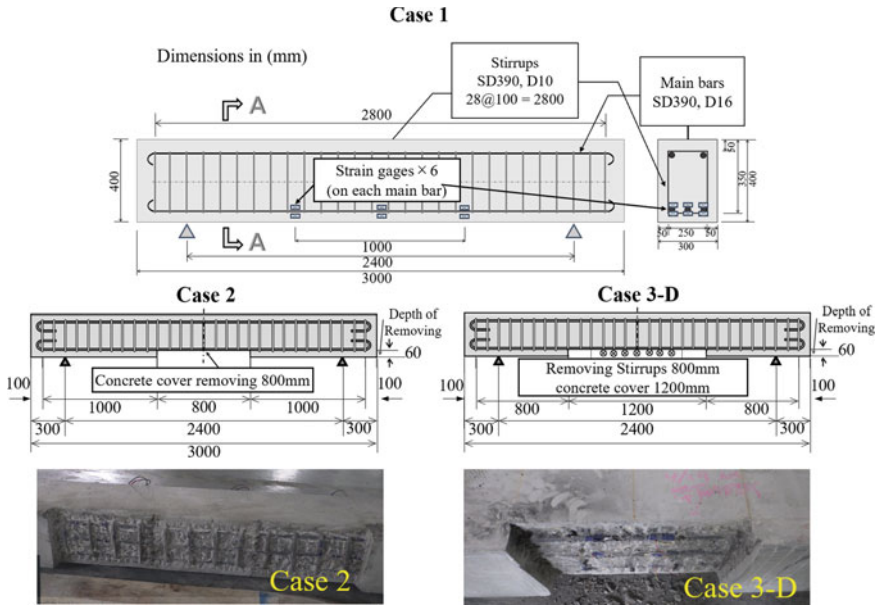 Case 1
Dimensions in (mm)
Stirrups
SD390, D10
28@100 = 2800
Main bars
SD390, D16
A
2800
400
Strain gages × 6
(on each main bar)
50
350
400
A
1000
2400
3000
50 250 50
300
Case 2
Depth of
Removing
60
Concrete cover removing 800mm
100
100
1000
800
1000
300
2400
300
3000
Case 3-D
Depth of
Removing
60
Removing Stirrups 800mm
concrete cover 1200mm
100
100
800
1200
800
300
2400
300
3000
Case 2
Case 3-D